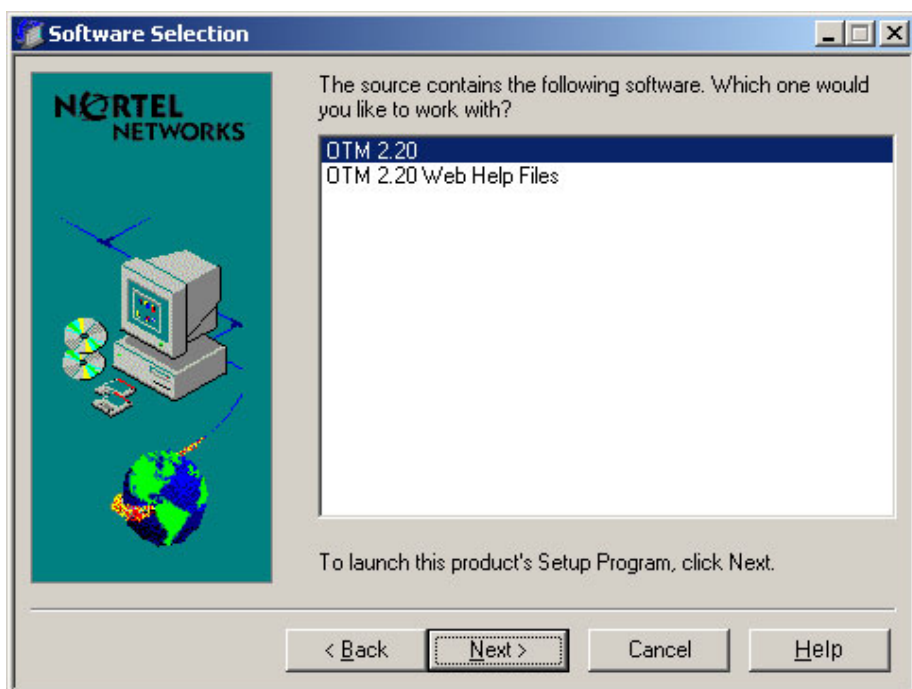 Software Selection
NORTEL
NETWORKS
The source contains the following software. Which one would
you like to work with?
OTM 2.20
OTM 2.20 Web Help Files
To launch this product's Setup Program, click Next.
< Back
Next >
Cancel
Help